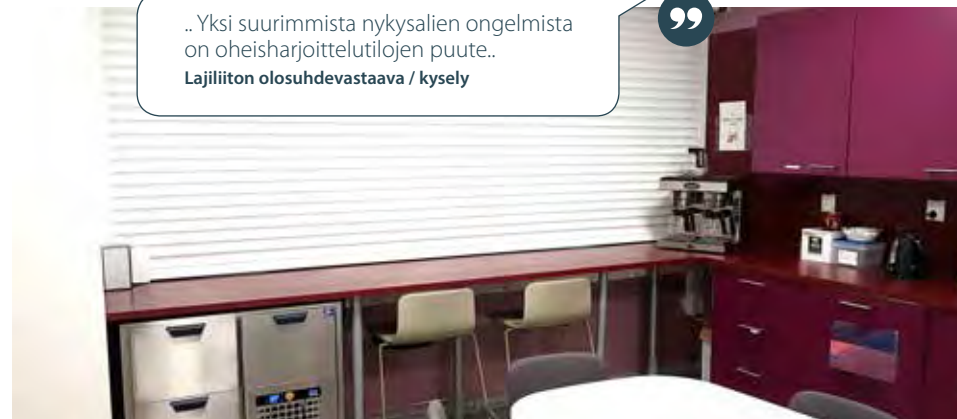 .. Yksi suurimmista nykysalien ongelmista
on oheisharjoittelutilojen puute..
Lajiliiton olosuhdevastaava / kysely